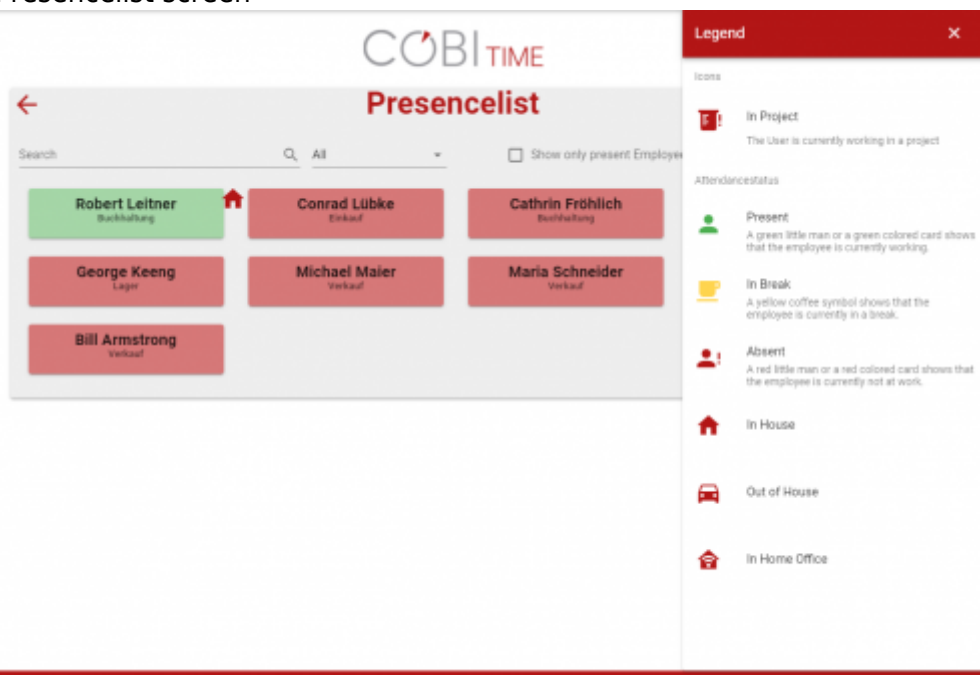 Presencelist screen
COBI TIME
Presencelist
Search
All
Show only present Employee
Robert Leitner
Buchhaltung
Conrad Lübke
Einkauf
Cathrin Fröhlich
Buchhaltung
George Keeng
Lager
Michael Maier
Verkauf
Maria Schneider
Verkauf
Bill Armstrong
Verkauf
Legend
Icons
In Project
The User is currently working in a project
Attendancestatus
Present
A green little man or a green colored card shows
that the employee is currently working.
In Break
A yellow coffee symbol shows that the
employee is currently in a break.
Absent
A red little man or a red colored card shows that
the employee is currently not at work.
In House
Out of House
In Home Office